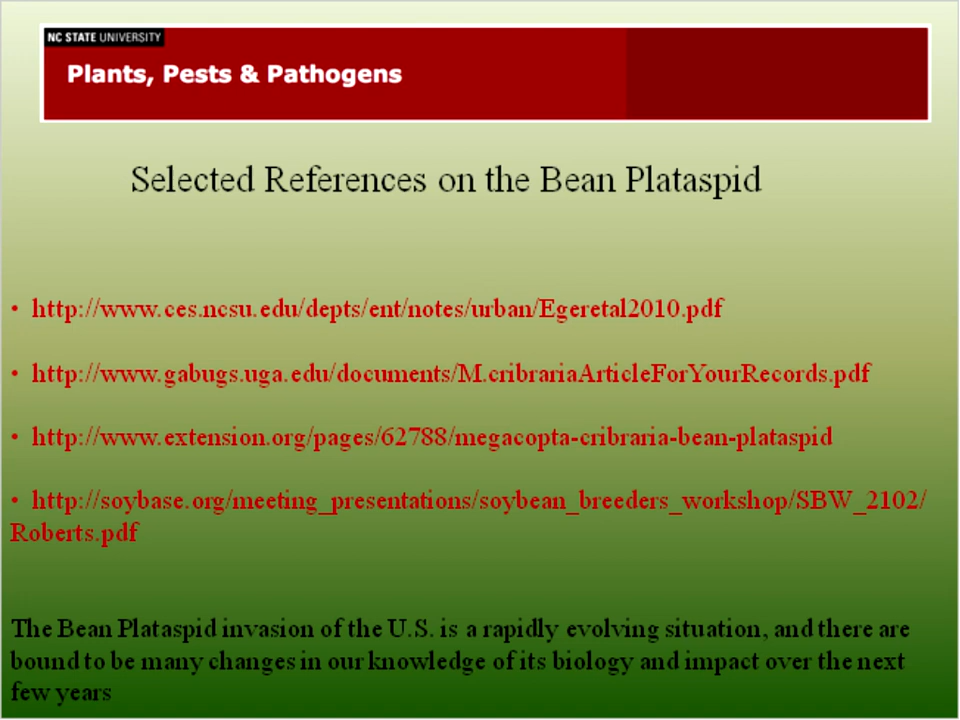 NC STATE UNIVERSITY
Plants, Pests & Pathogens
Selected References on the Bean Plataspid
• http://www.ces.ncsu.edu/depts/ent/notes/urban/Egeretal2010.pdf
• http://www.gabugs.uga.edu/documents/M.cribrariaArticleForYourRecords.pdf
• http://www.extension.org/pages/62788/megacopta-cribraria-bean-plataspid
• http://soybase.org/meeting_presentations/soybean_breeders_workshop/SBW_2102/
Roberts.pdf
The Bean Plataspid invasion of the U.S. is a rapidly evolving situation, and there are
bound to be many changes in our knowledge of its biology and impact over the next
few years